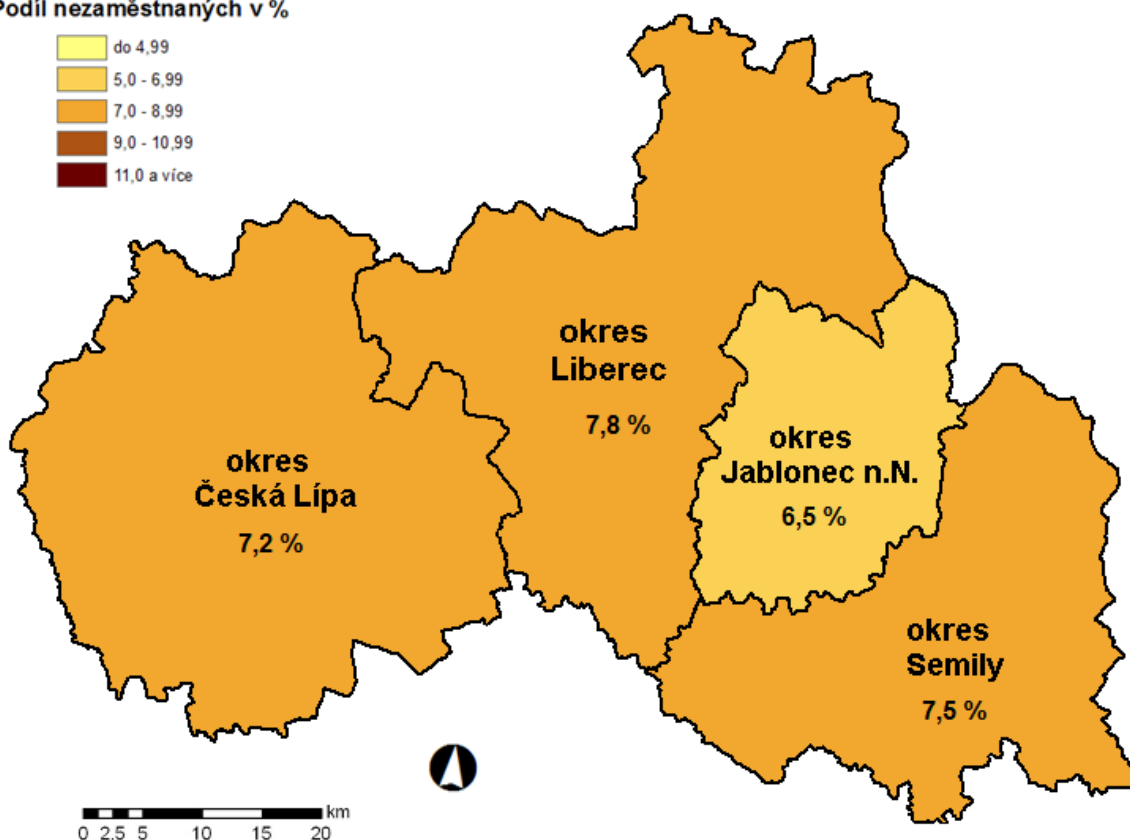 Podíl nezaměstnaných v %
do 4,99
5,0 - 6,99
7,0 - 8,99
9,0 - 10,99
11,0 a více
okres
Liberec
7,8 %
okres
Jablonec n.N.
6,5 %
okres
Česká Lípa
7,2 %
okres
Semily
7,5 %
km
0 2.5 5 10 15 20